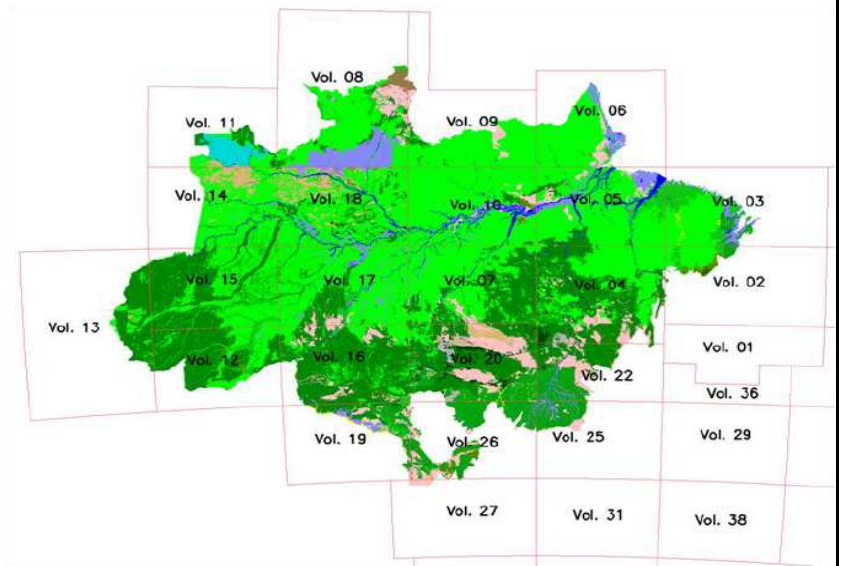 Vol. 08
Vol. 11
Vol. 09
Vol. 06
Vol. 14
Vol. 18
Vol. 10
Vol. 05
Vol. 03
Vol. 15
Vol. 17
Vol. 07
Vol. 04
Vol. 02
Vol. 13
Vol. 12
Vol. 16
Vol. 20
Vol. 22
Vol. 01
Vol. 36
Vol. 19
Vol. 26
Vol. 25
Vol. 29
Vol. 27
Vol. 31
Vol. 38